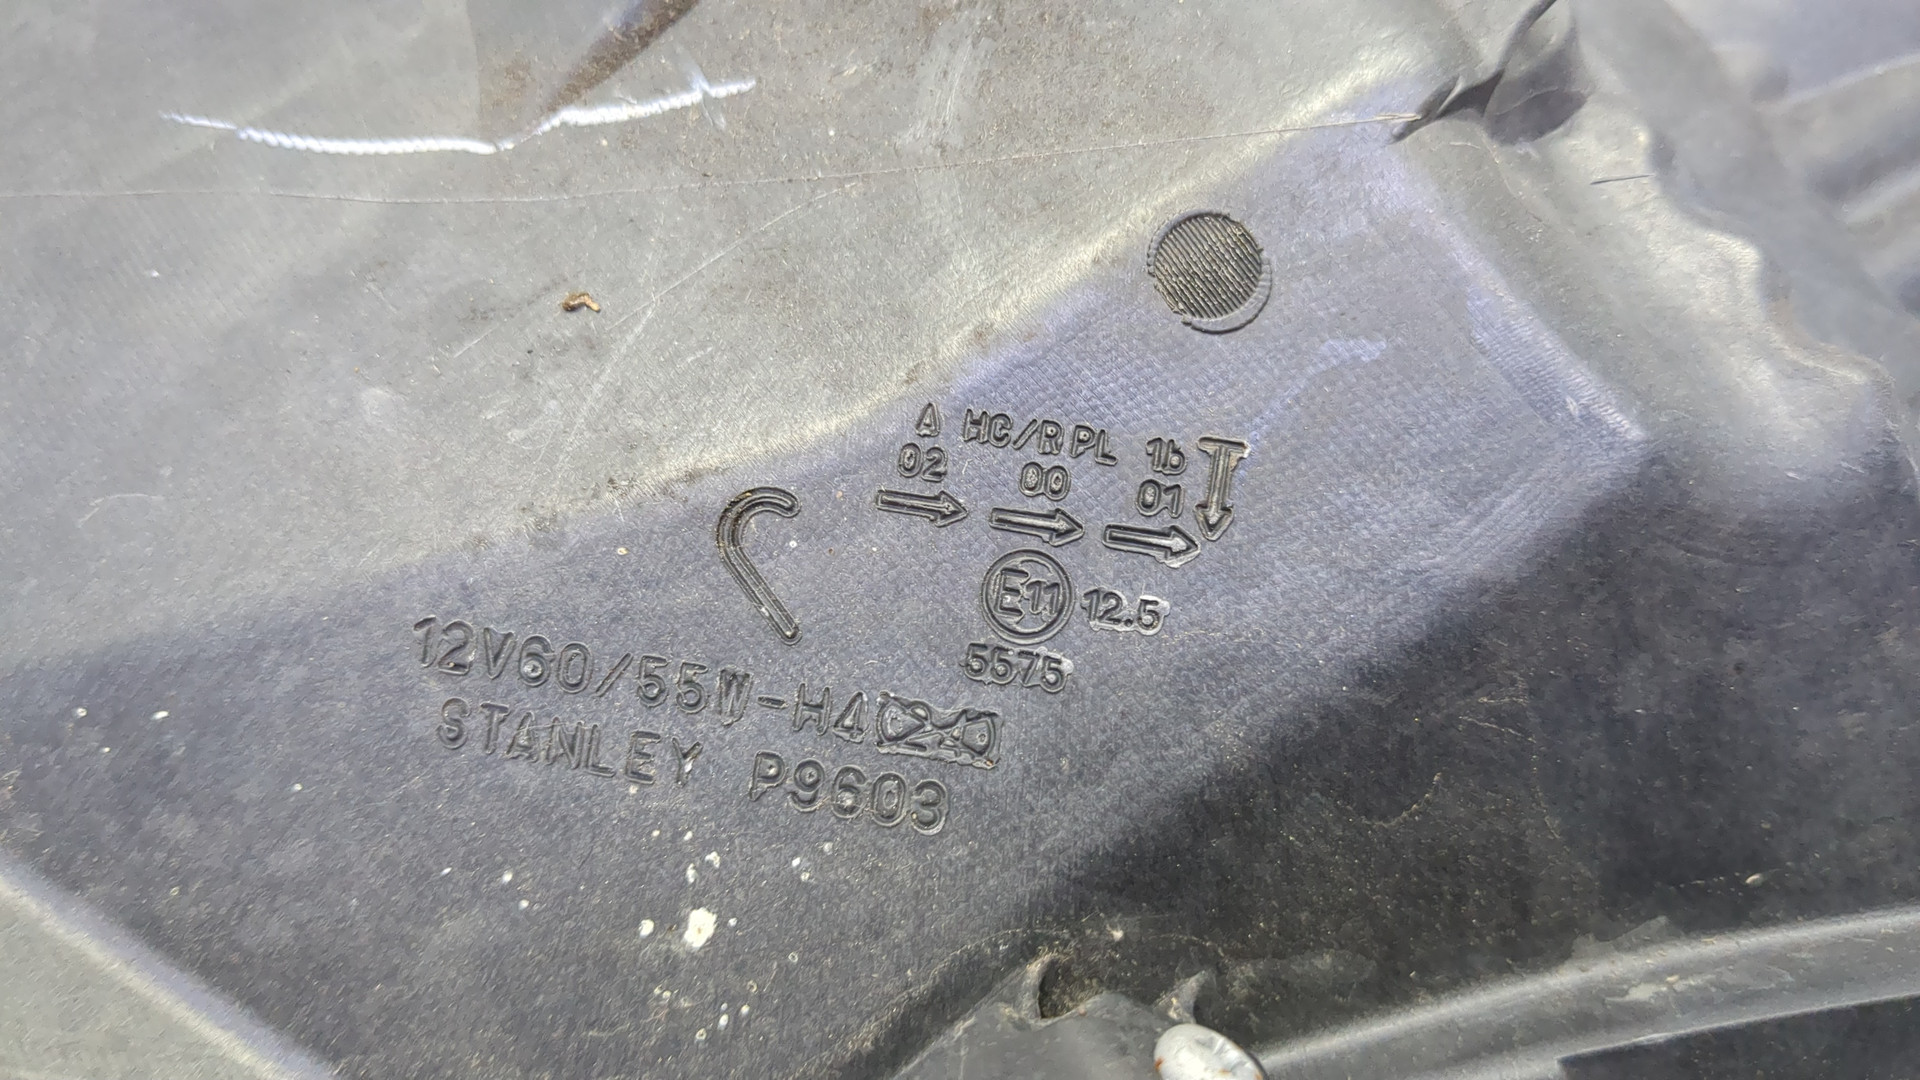 A HC/R PL 1b
02 00 01
E11 12.5
5575
12V60/55W-H4
STANLEY P9603